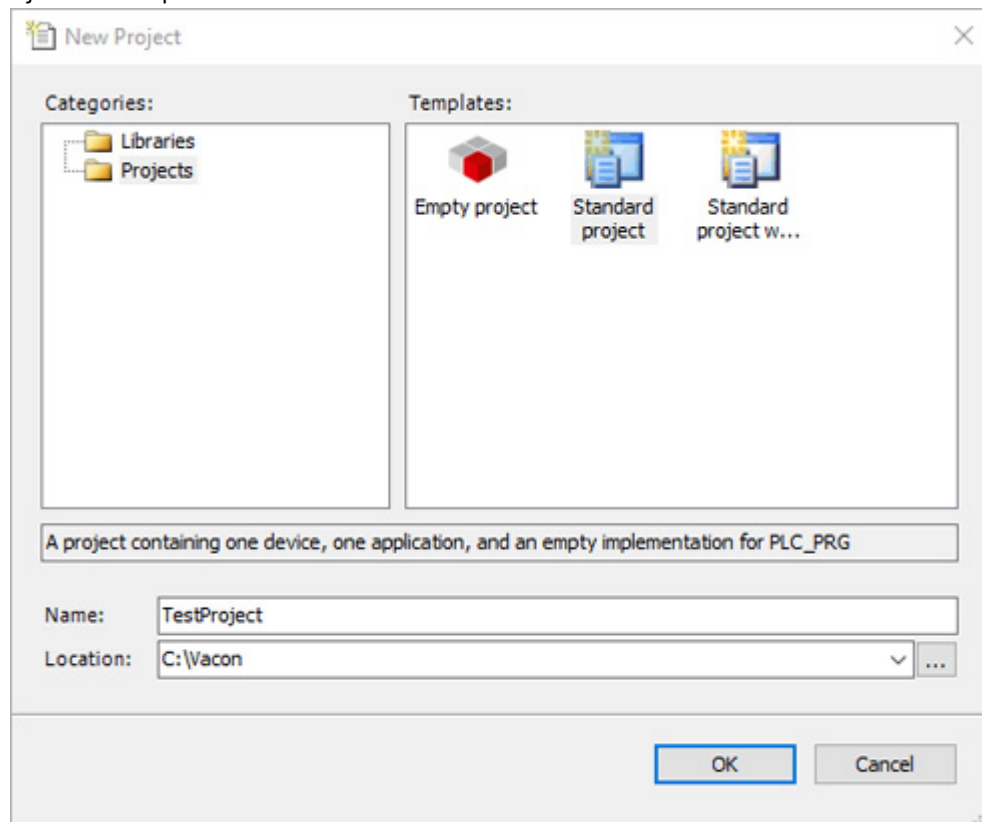 New Project
Categories:
Templates:
Libraries
Projects
Empty project
Standard
project
Standard
project w...
A project containing one device, one application, and an empty implementation for PLC_PRG
Name:
TestProject
Location:
C:\Vacon
...
OK
Cancel